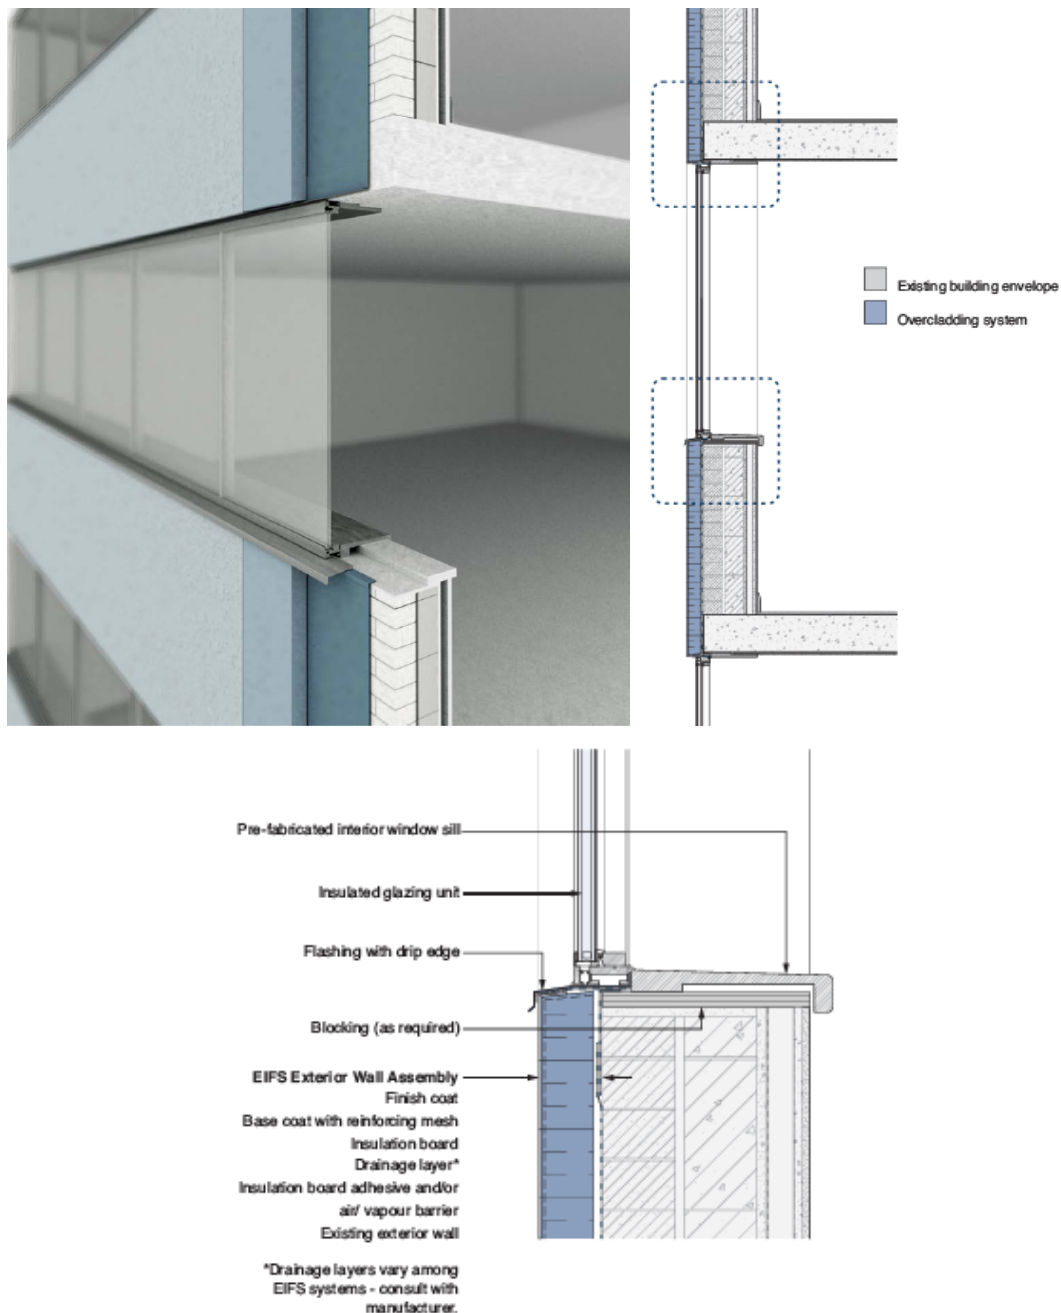 Existing building envelope
Overcladding system
Pre-fabricated interior window sill
Insulated glazing unit
Flashing with drip edge
Blocking (as required)
EIFS Exterior Wall Assembly
Finish coat
Base coat with reinforcing mesh
Insulation board
Drainage layer*
Insulation board adhesive and/or
air/ vapour barrier
Existing exterior wall
*Drainage layers vary among
EIFS systems - consult with
manufacturer.